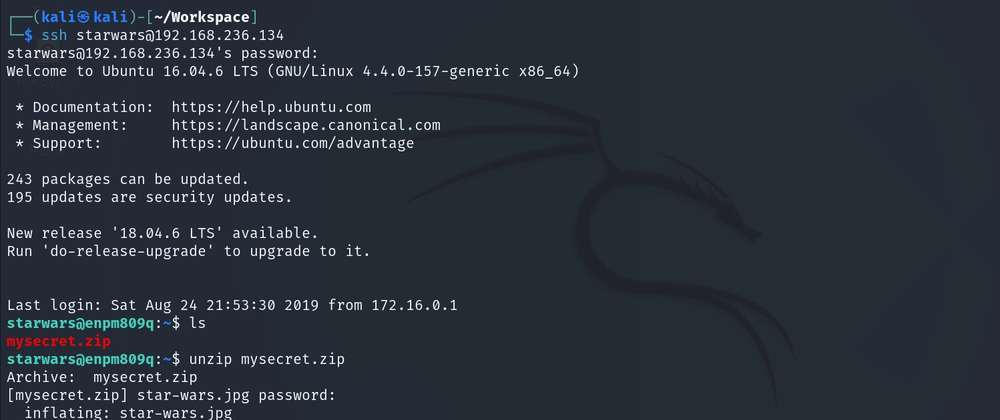 ┌──(kali㉿kali)-[~/Workspace]
└─$ ssh starwars@192.168.236.134
starwars@192.168.236.134's password:
Welcome to Ubuntu 16.04.6 LTS (GNU/Linux 4.4.0-157-generic x86_64)
File Sys...
 * Documentation:  https://help.ubuntu.com
 * Management:     https://landscape.canonical.com
 * Support:        https://ubuntu.com/advantage
Home
243 packages can be updated.
195 updates are security updates.
New release '18.04.6 LTS' available.
Run 'do-release-upgrade' to upgrade to it.
Last login: Sat Aug 24 21:53:30 2019 from 172.16.0.1
starwars@enpm809q:~$ ls
mysecret.zip
starwars@enpm809q:~$ unzip mysecret.zip
Archive:  mysecret.zip
[mysecret.zip] star-wars.jpg password:
  inflating: star-wars.jpg